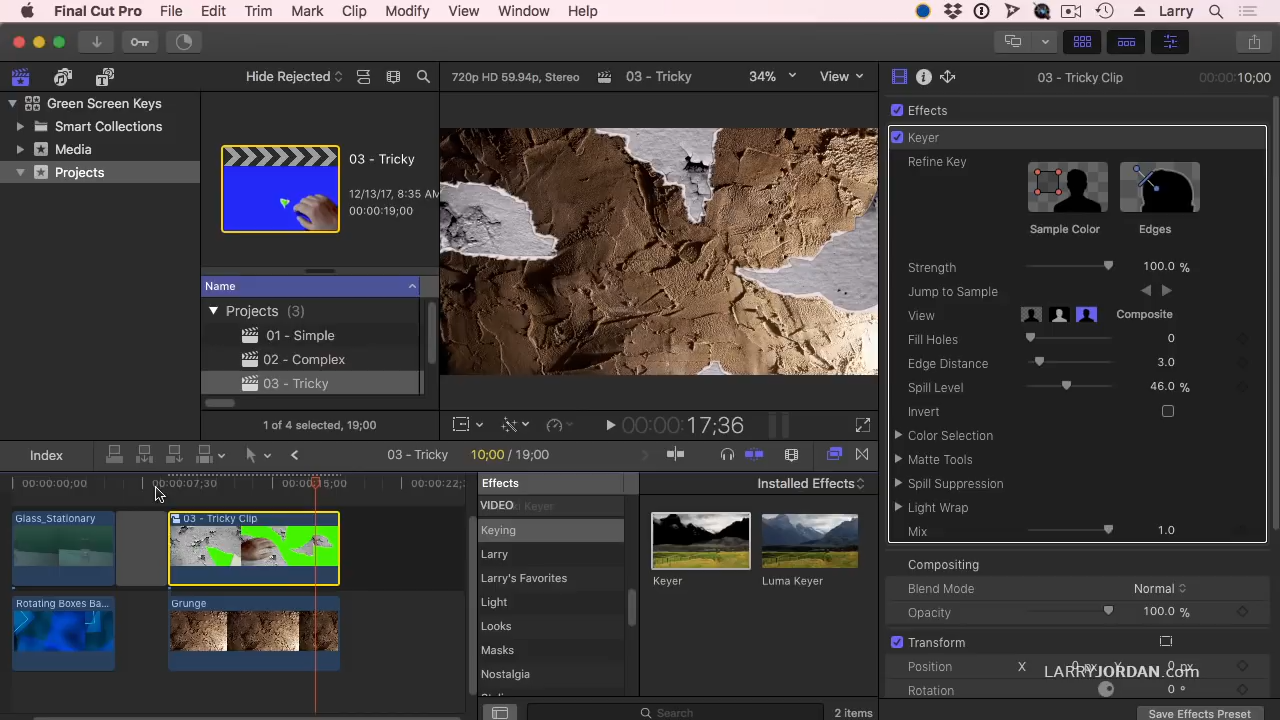 Final Cut Pro File Edit Trim Mark Clip Modify View Window Help Larry
Hide Rejected
720p HD 59.94p, Stereo 03 - Tricky 34% View
03 - Tricky Clip 00:00:10;00
Green Screen Keys
Smart Collections
Media
Projects
03 - Tricky
12/13/17, 8:35 AM
00:00:19;00
Name
Projects (3)
01 - Simple
02 - Complex
03 - Tricky
1 of 4 selected, 19;00
00:00:17;36
Effects
Keyer
Refine Key
Sample Color Edges
Strength 100.0 %
Jump to Sample
View Composite
Fill Holes 0
Edge Distance 3.0
Spill Level 46.0 %
Invert
Color Selection
Matte Tools
Spill Suppression
Light Wrap
Mix 1.0
Compositing
Blend Mode Normal
Opacity 100.0 %
Transform
Position X 0 px Y 0 px
Rotation 0 °
Save Effects Preset
Index 03 - Tricky 10;00 / 19;00
00:00:00;00 00:00:07;30 00:00:15;00 00:00:22;
Glass_Stationary
03 - Tricky Clip
Rotating Boxes Ba...
Grunge
Effects Installed Effects
VIDEO
Keying
Larry
Larry's Favorites
Light
Looks
Masks
Nostalgia
Keyer Luma Keyer
Search 2 items
LARRYJORDAN.com